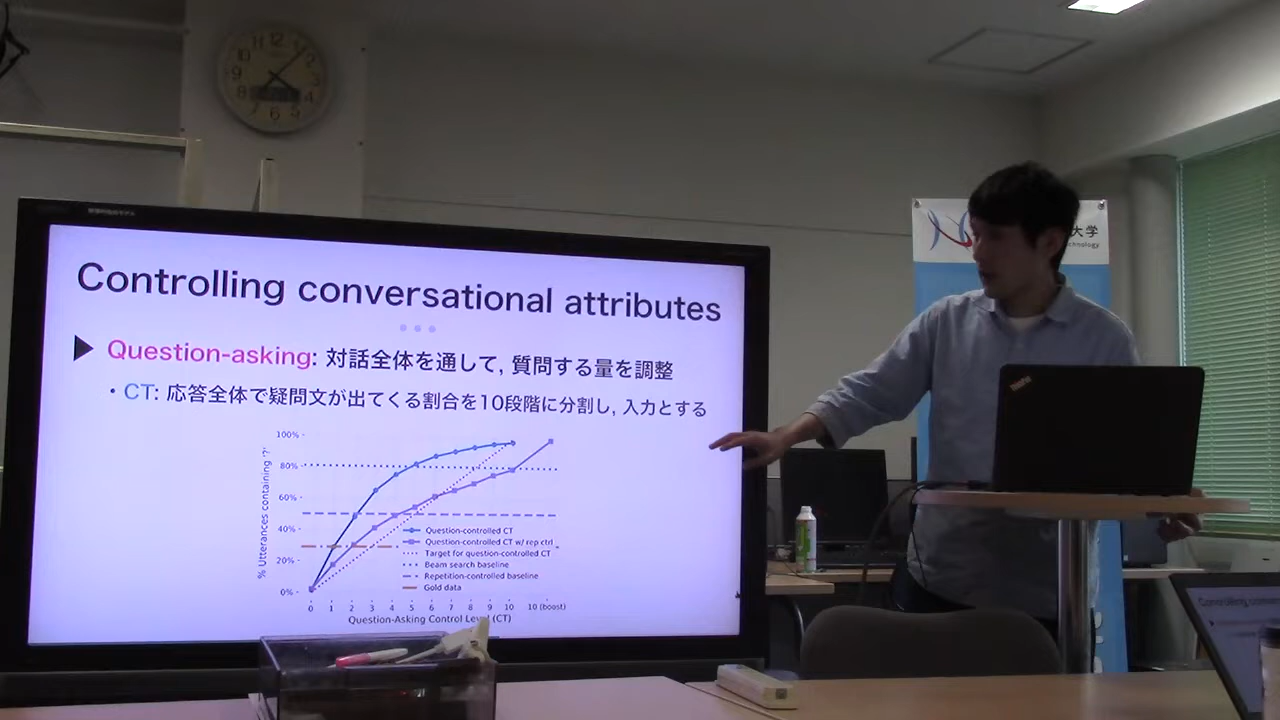 Controlling conversational attributes
Question-asking: 対話全体を通して, 質問する量を調整
・CT: 応答全体で疑問文が出てくる割合を10段階に分割し, 入力とする
100%
80%
60%
40%
20%
0%
% Utterances containing '?'
Question-controlled CT
Question-controlled CT w/ rep ctrl
Target for question-controlled CT
Beam search baseline
Repetition-controlled baseline
Gold data
0 1 2 3 4 5 6 7 8 9 10 10 (boost)
Question-Asking Control Level (CT)
大学
ThinkPad